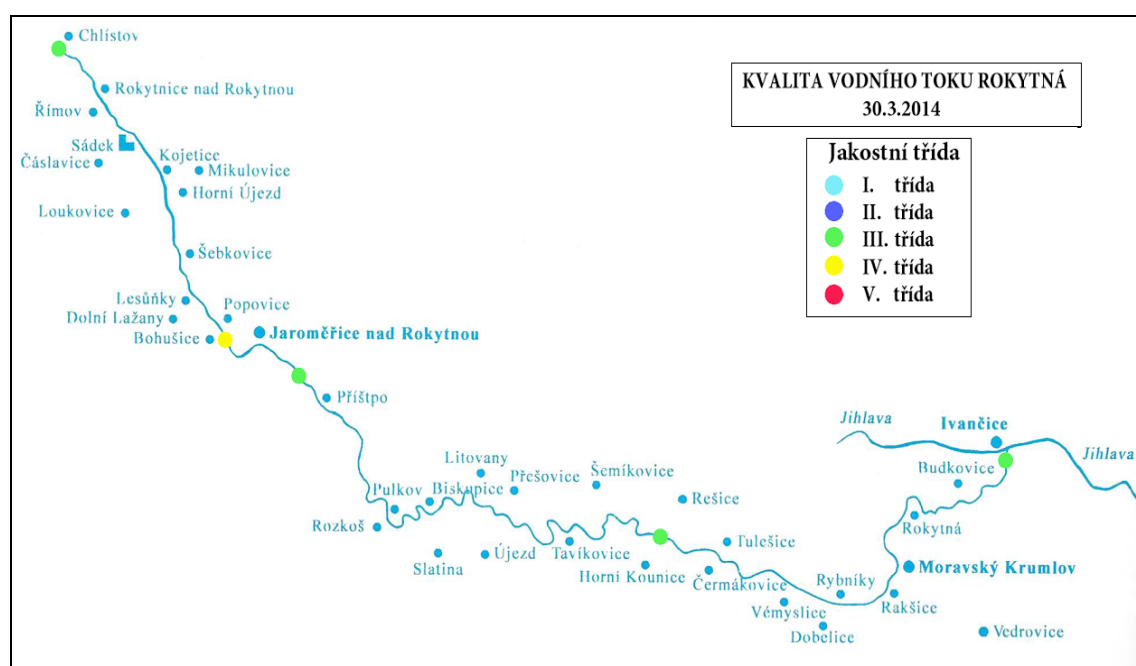 Chlístov
KVALITA VODNÍHO TOKU ROKYTNÁ
30.3.2014
Rokytnice nad Rokytnou
Římov
Sádek
Čáslavice
Kojetice
Mikulovice
Horní Újezd
Loukovice
Jakostní třída
I. třída
II. třída
III. třída
IV. třída
V. třída
Šebkovice
Lesůňky
Popovice
Dolní Lažany
Bohušice
Jaroměřice nad Rokytnou
Příštpo
Jihlava
Ivančice
Jihlava
Budkovice
Litovany
Přešovice
Šemíkovice
Pulkov
Biskupice
Rešice
Rozkoš
Rokytná
Slatina
Újezd
Tavíkovice
Tulešice
Horní Kounice
Čermákovice
Rybníky
Moravský Krumlov
Vémyslice
Rakšice
Dobelice
Vedrovice